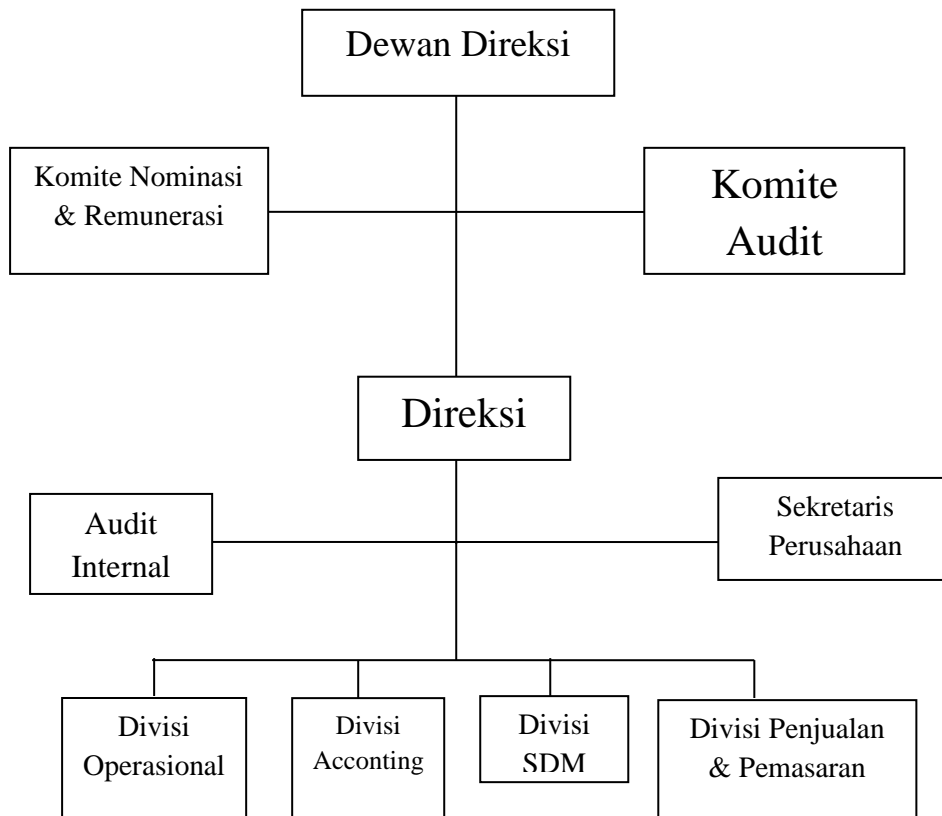 Dewan Direksi
Komite Nominasi
& Remunerasi
Komite
Audit
Direksi
Audit
Internal
Sekretaris
Perusahaan
Divisi
Operasional
Divisi
Acconting
Divisi
SDM
Divisi Penjualan
& Pemasaran